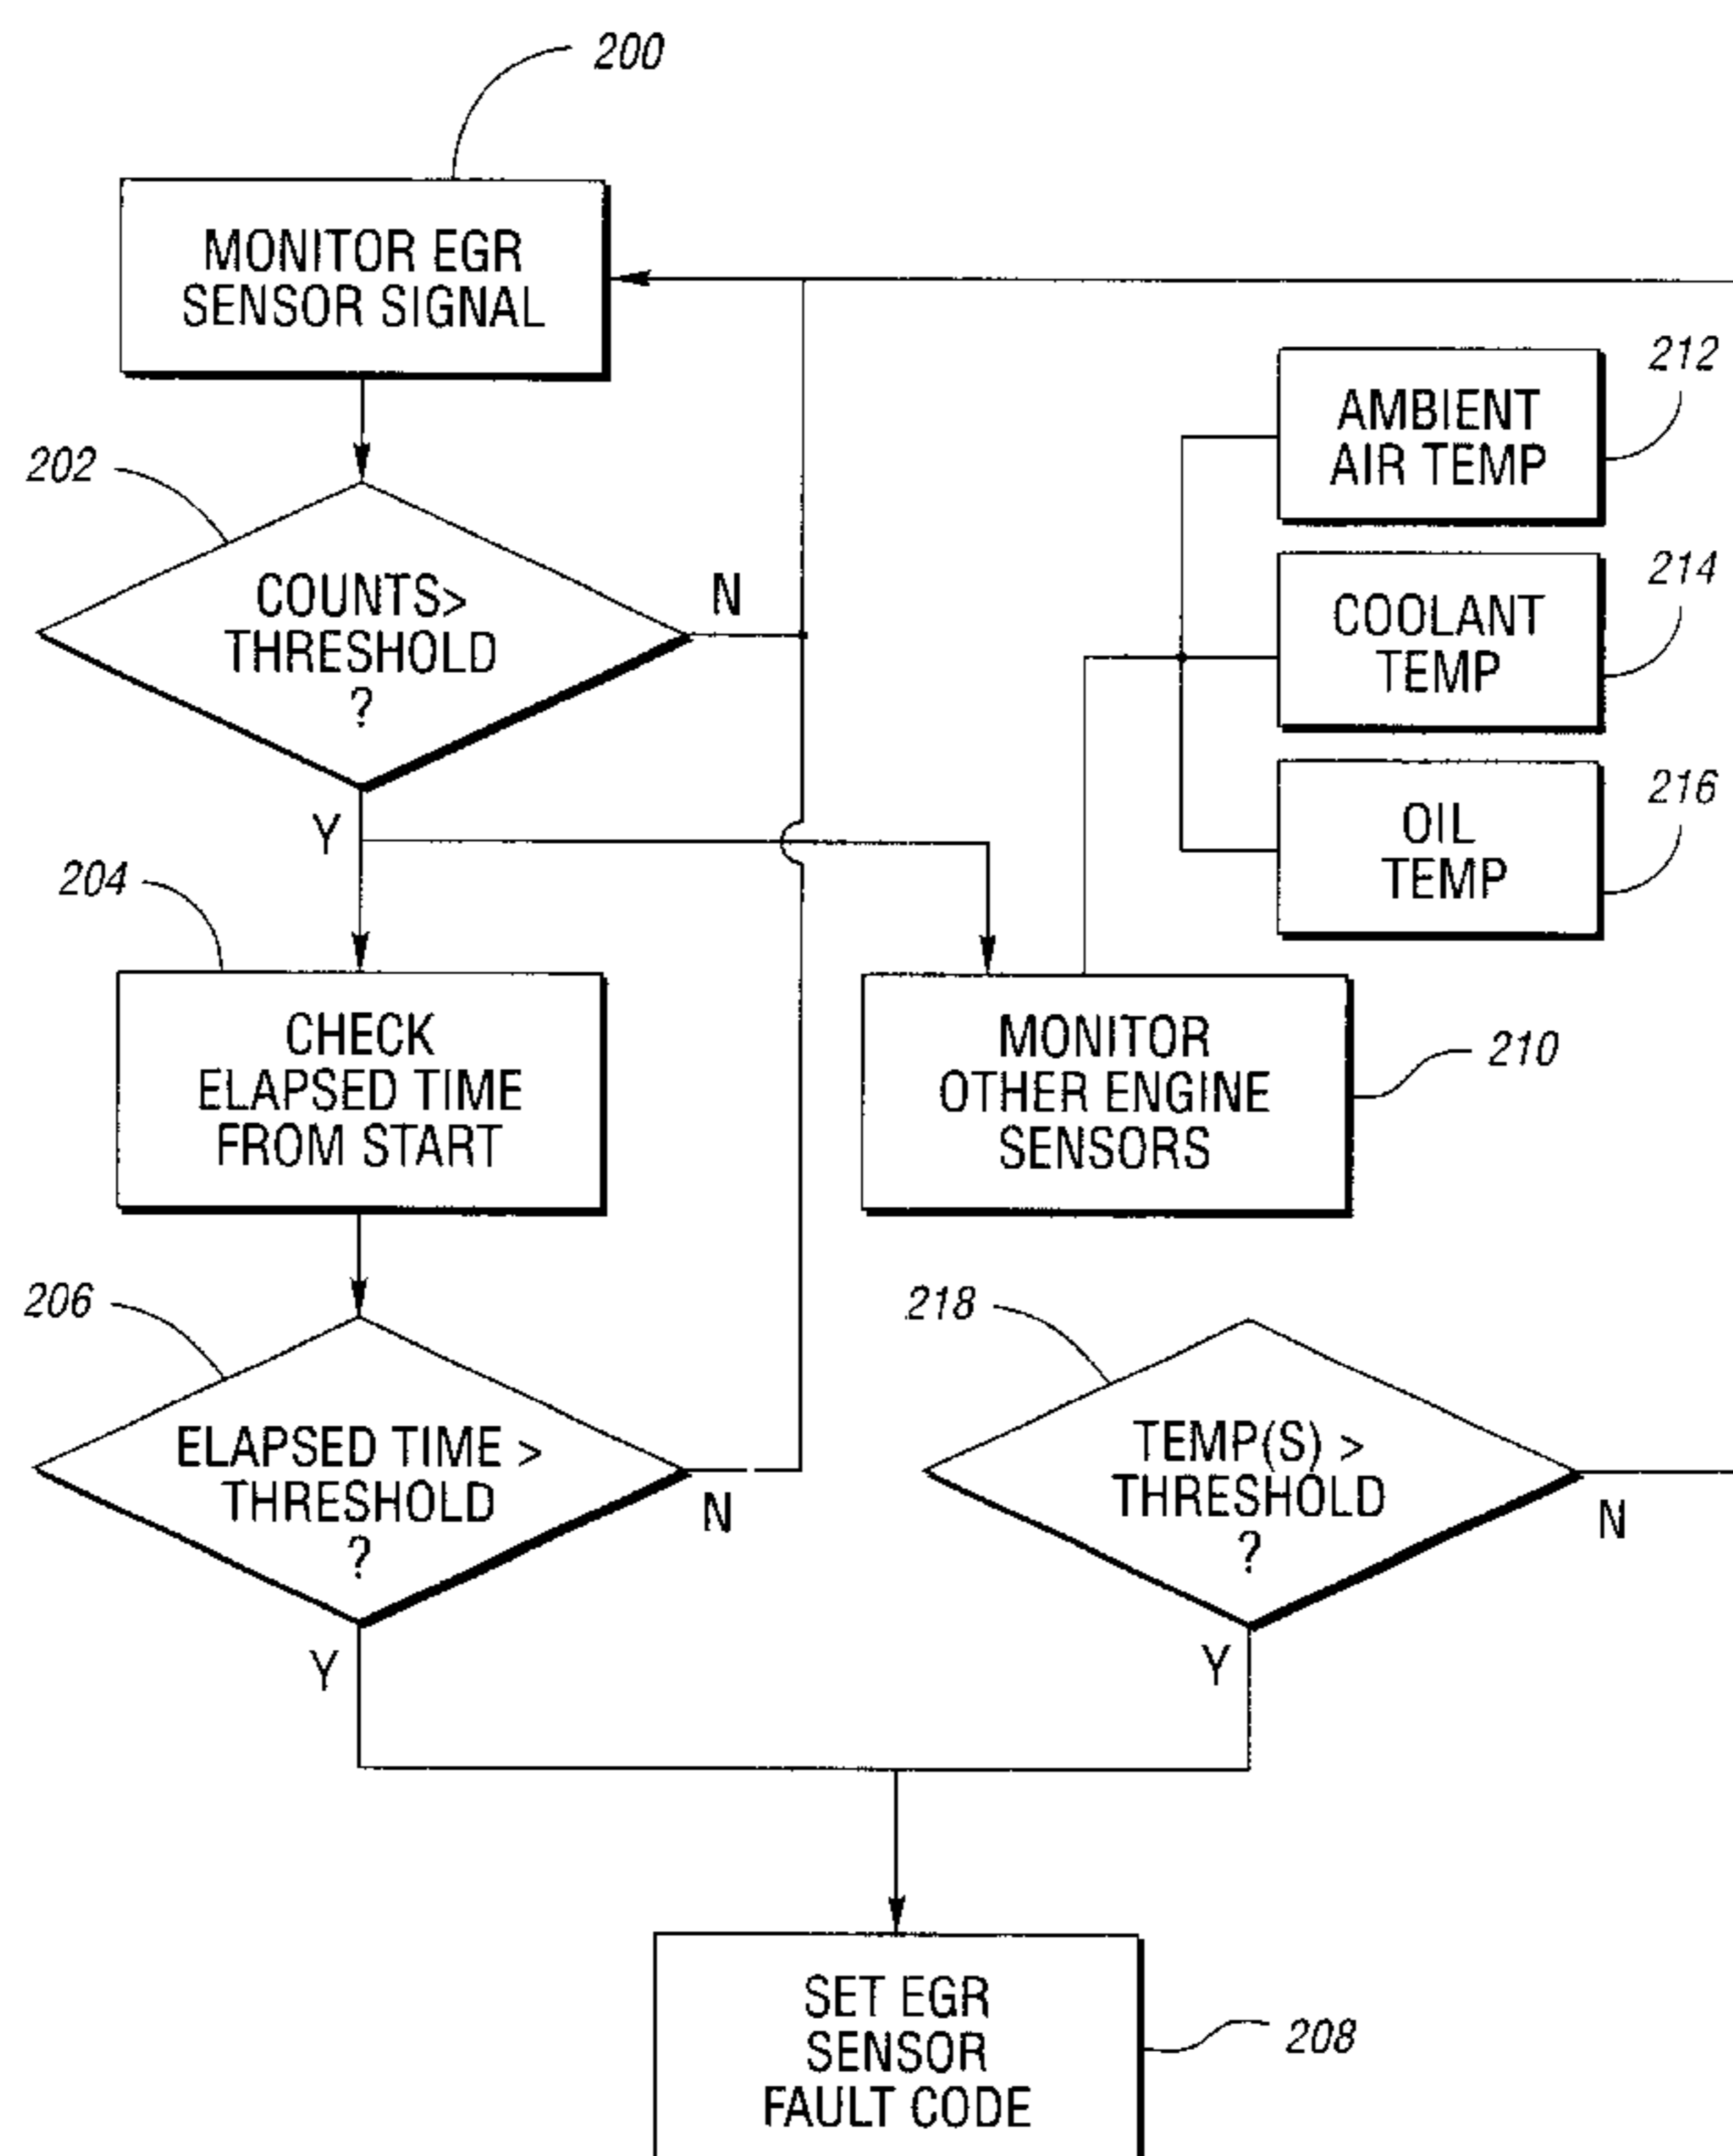 200
MONITOR EGR
SENSOR SIGNAL
212
AMBIENT
AIR TEMP
202
COUNTS>
THRESHOLD
?
N
Y
214
COOLANT
TEMP
216
OIL
TEMP
204
CHECK
ELAPSED TIME
FROM START
MONITOR
OTHER ENGINE
SENSORS
210
206
ELAPSED TIME >
THRESHOLD
?
N
Y
218
TEMP(S) >
THRESHOLD
?
N
Y
SET EGR
SENSOR
FAULT CODE
208